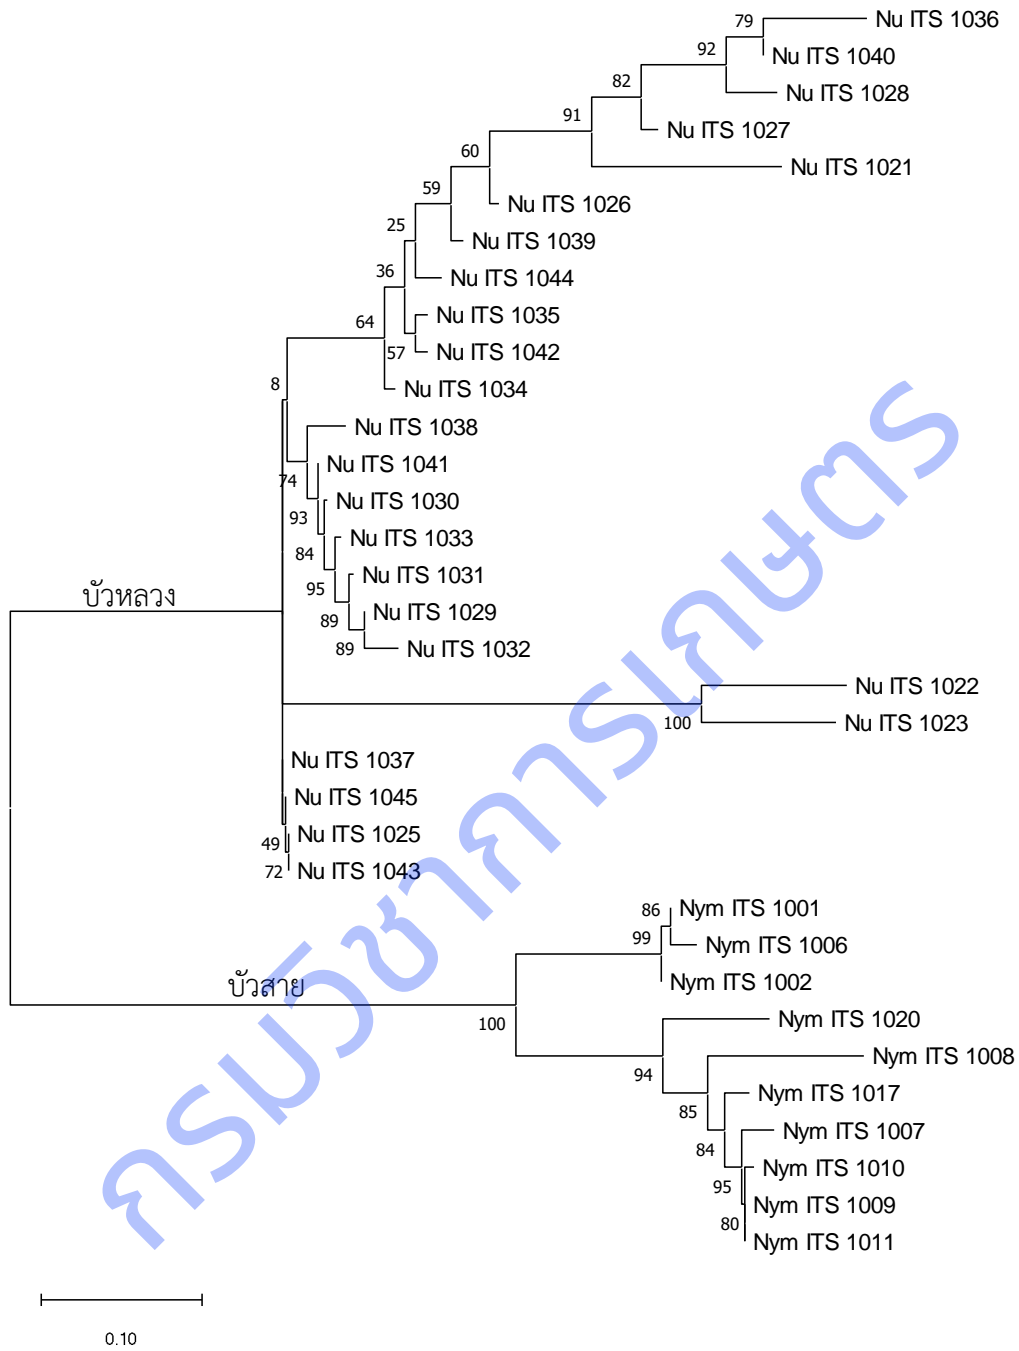 79
Nu ITS 1036
92
Nu ITS 1040
82
Nu ITS 1028
91
Nu ITS 1027
60
Nu ITS 1021
59
Nu ITS 1026
25
Nu ITS 1039
36
Nu ITS 1044
64
Nu ITS 1035
57
Nu ITS 1042
8
Nu ITS 1034
Nu ITS 1038
74
Nu ITS 1041
93
Nu ITS 1030
84
Nu ITS 1033
95
Nu ITS 1031
บัวหลวง
89
Nu ITS 1029
89
Nu ITS 1032
Nu ITS 1022
100
Nu ITS 1023
Nu ITS 1037
Nu ITS 1045
49
Nu ITS 1025
72
Nu ITS 1043
86
Nym ITS 1001
99
Nym ITS 1006
Nym ITS 1002
บัวสาย
100
Nym ITS 1020
94
Nym ITS 1008
85
Nym ITS 1017
84
Nym ITS 1007
95
Nym ITS 1010
Nym ITS 1009
80
Nym ITS 1011
0.10
กรมวิชาการเกษตร